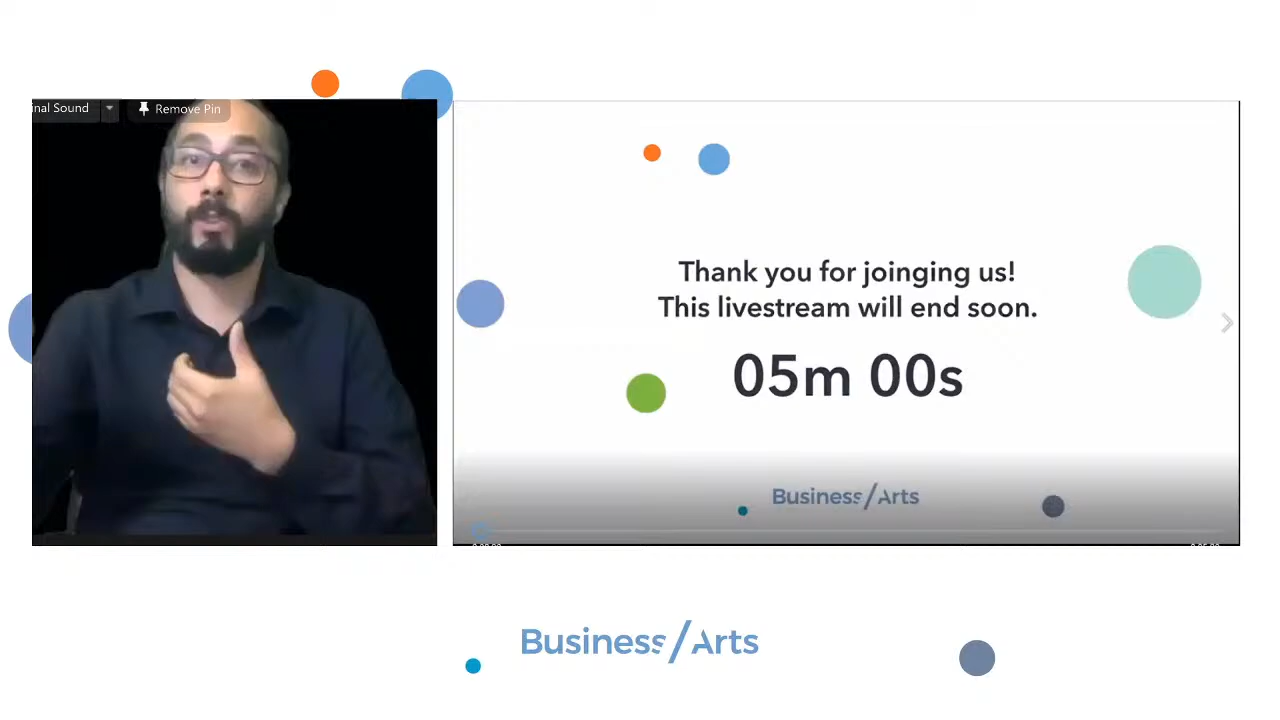 inal Sound
Remove Pin
Thank you for joinging us!
This livestream will end soon.
05m 00s
Business/Arts
Business/Arts